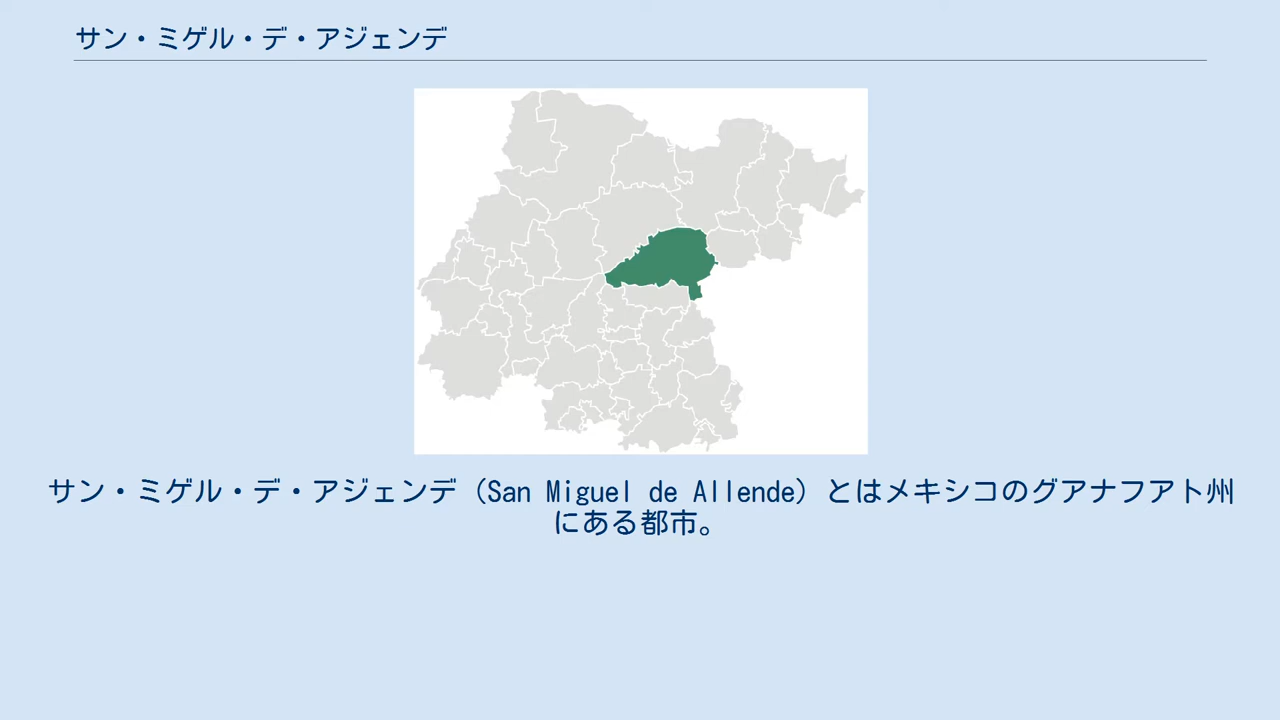 サン・ミゲル・デ・アジェンデ
サン・ミゲル・デ・アジェンデ（San Miguel de Allende）とはメキシコのグアナフアト州
にある都市。